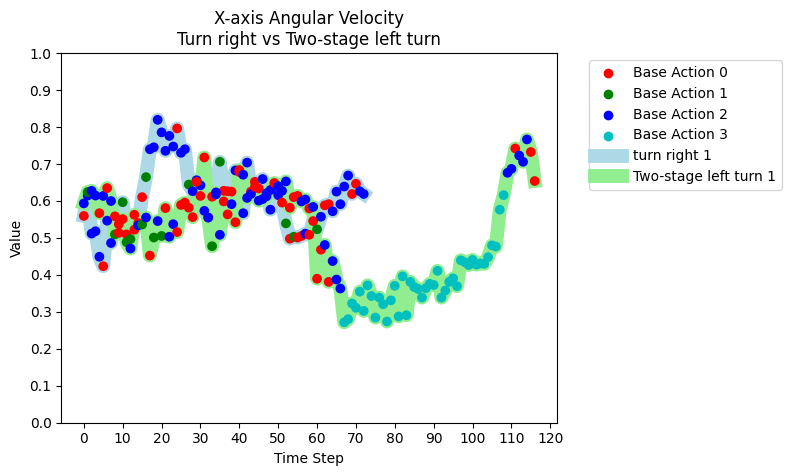 X-axis Angular Velocity
Turn right vs Two-stage left turn
Value
1.0
0.9
0.8
0.7
0.6
0.5
0.4
0.3
0.2
0.1
0.0
0 10 20 30 40 50 60 70 80 90 100 110 120
Time Step
Base Action 0
Base Action 1
Base Action 2
Base Action 3
turn right 1
Two-stage left turn 1